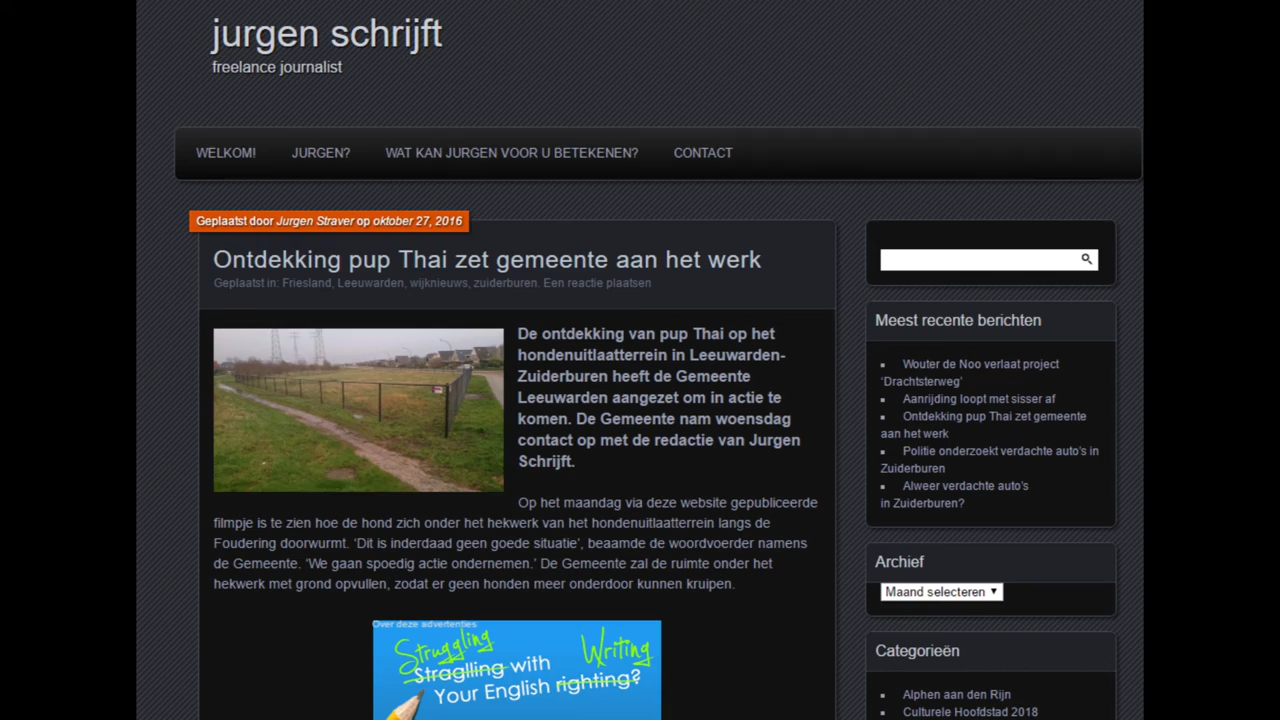 jurgen schrijft
freelance journalist
WELKOM! JURGEN? WAT KAN JURGEN VOOR U BETEKENEN? CONTACT
Geplaatst door Jurgen Straver op oktober 27, 2016
Ontdekking pup Thai zet gemeente aan het werk
Geplaatst in: Friesland, Leeuwarden, wijknieuws, zuiderburen. Een reactie plaatsen
De ontdekking van pup Thai op het
hondenuitlaatterrein in Leeuwarden-
Zuiderburen heeft de Gemeente
Leeuwarden aangezet om in actie te
komen. De Gemeente nam woensdag
contact op met de redactie van Jurgen
Schrijft.
Op het maandag via deze website gepubliceerde
filmpje is te zien hoe de hond zich onder het hekwerk van het hondenuitlaatterrein langs de
Foudering doorwurmt. ‘Dit is inderdaad geen goede situatie’, beaamde de woordvoerder namens
de Gemeente. ‘We gaan spoedig actie ondernemen.’ De Gemeente zal de ruimte onder het
hekwerk met grond opvullen, zodat er geen honden meer onderdoor kunnen kruipen.
Over deze advertenties
Struggling Writing
Straglling with
Your English righting?
Meest recente berichten
Wouter de Noo verlaat project
‘Drachtsterweg’
Aanrijding loopt met sisser af
Ontdekking pup Thai zet gemeente
aan het werk
Politie onderzoekt verdachte auto’s in
Zuiderburen
Alweer verdachte auto’s
in Zuiderburen?
Archief
Maand selecteren
Categorieën
Alphen aan den Rijn
Culturele Hoofdstad 2018